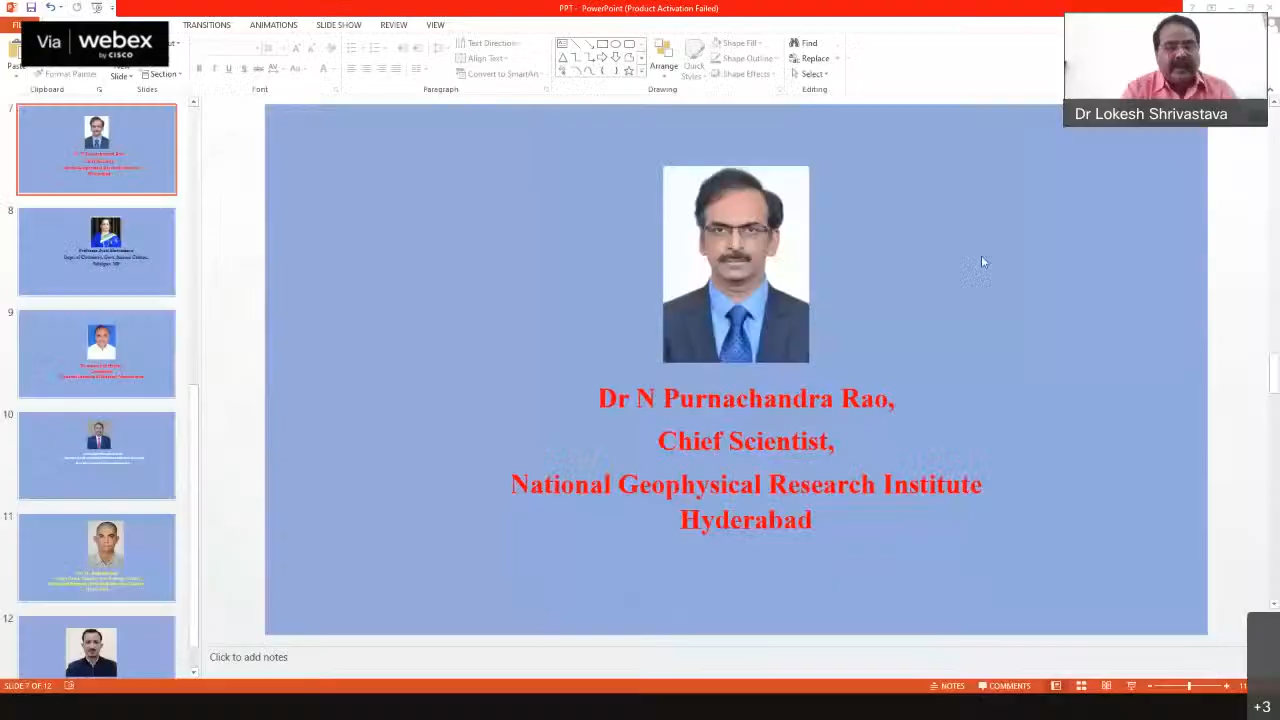 PPT - PowerPoint (Product Activation Failed)
TRANSITIONS ANIMATIONS SLIDE SHOW REVIEW VIEW
Via webex
by CISCO
Paste
Format Painter
New
Slide
Section
Text Direction
Align Text
Convert to SmartArt
Arrange
Quick
Styles
Shape Fill
Shape Outline
Shape Effects
Find
Replace
Select
Clipboard
Slides
Font
Paragraph
Drawing
Editing
Dr Lokesh Shrivastava
7
8
9
10
11
12
Dr N Purnachandra Rao,
Chief Scientist,
National Geophysical Research Institute
Hyderabad
Click to add notes
SLIDE 7 OF 12
NOTES
COMMENTS
+3